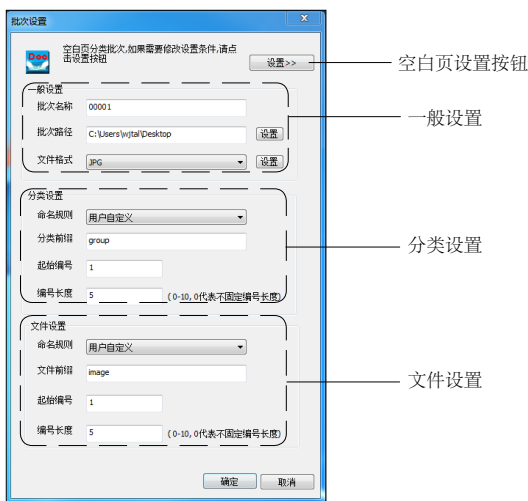 批次设置
x
Doc
空白页分类批次,如果需要修改设置条件,请点
击设置按钮
设置>>
空白页设置按钮
一般设置
批次名称 00001
批次路径 C:\Users\wjtal\Desktop 设置
文件格式 JPG 设置
一般设置
分类设置
命名规则 用户自定义
分类前缀 group
起始编号 1
编号长度 5 (0-10, 0代表不固定编号长度)
分类设置
文件设置
命名规则 用户自定义
文件前缀 image
起始编号 1
编号长度 5 (0-10, 0代表不固定编号长度)
文件设置
确定 取消